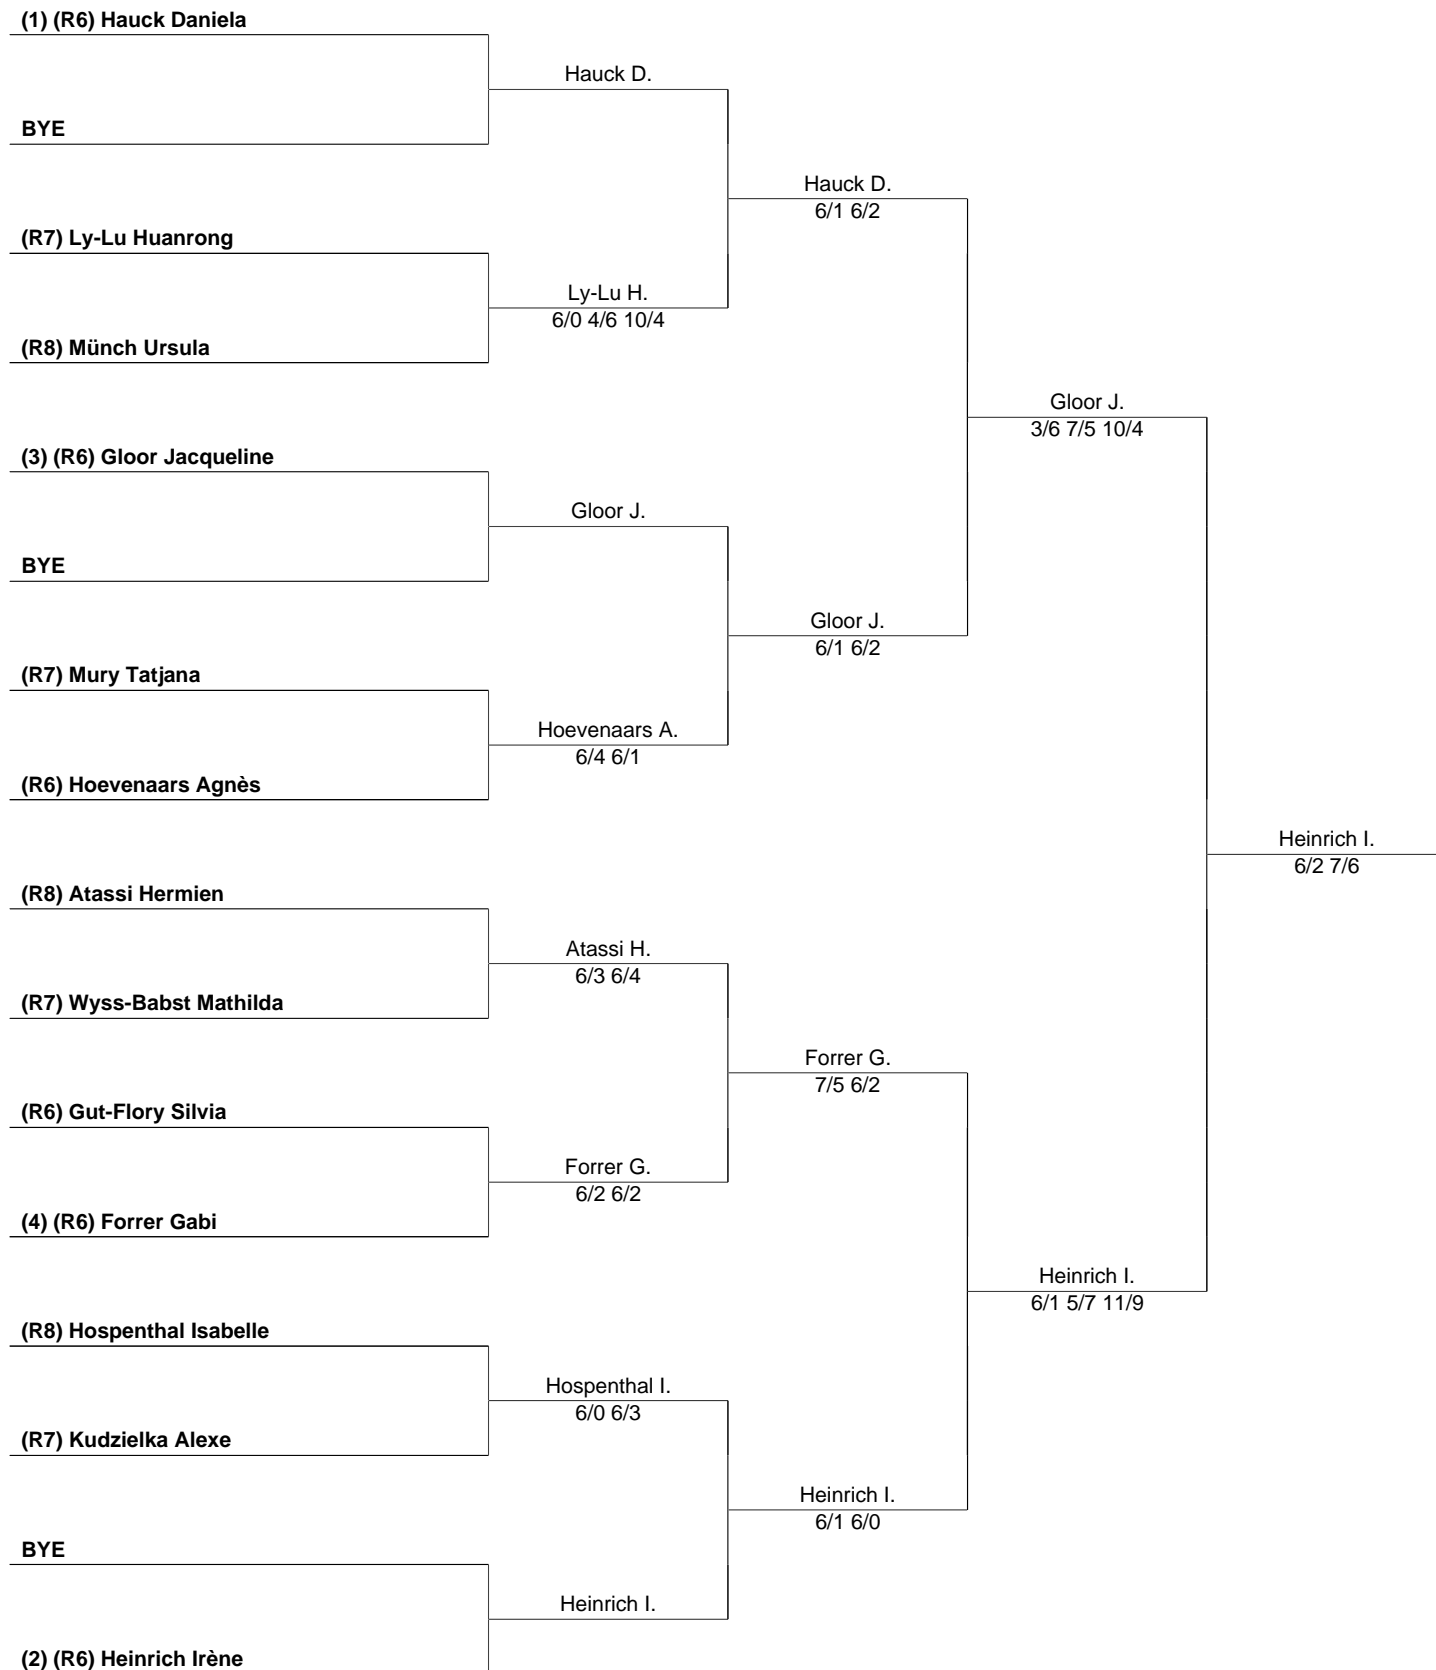 (1) (R6) Hauck Daniela
Hauck D.
BYE
Hauck D.
6/1 6/2
(R7) Ly-Lu Huanrong
Ly-Lu H.
6/0 4/6 10/4
(R8) Münch Ursula
Gloor J.
3/6 7/5 10/4
(3) (R6) Gloor Jacqueline
Gloor J.
BYE
Gloor J.
6/1 6/2
(R7) Mury Tatjana
Hoevenaars A.
6/4 6/1
(R6) Hoevenaars Agnès
Heinrich I.
6/2 7/6
(R8) Atassi Hermien
Atassi H.
6/3 6/4
(R7) Wyss-Babst Mathilda
Forrer G.
7/5 6/2
(R6) Gut-Flory Silvia
Forrer G.
6/2 6/2
(4) (R6) Forrer Gabi
Heinrich I.
6/1 5/7 11/9
(R8) Hospenthal Isabelle
Hospenthal I.
6/0 6/3
(R7) Kudzielka Alexe
Heinrich I.
6/1 6/0
BYE
Heinrich I.
(2) (R6) Heinrich Irène